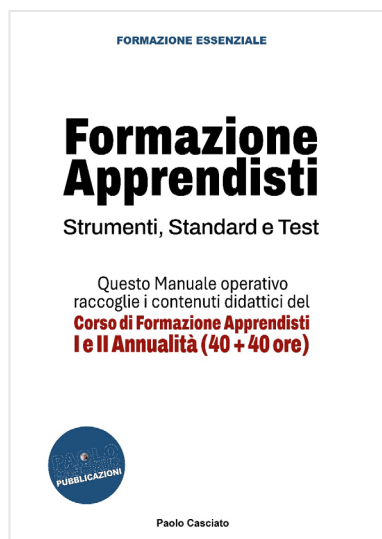 FORMAZIONE ESSENZIALE
Formazione
Apprendisti
Strumenti, Standard e Test
Questo Manuale operativo
raccoglie i contenuti didattici del
Corso di Formazione Apprendisti
I e II Annualità (40 + 40 ore)
PAOLO
PUBBLICAZIONI
Paolo Casciato